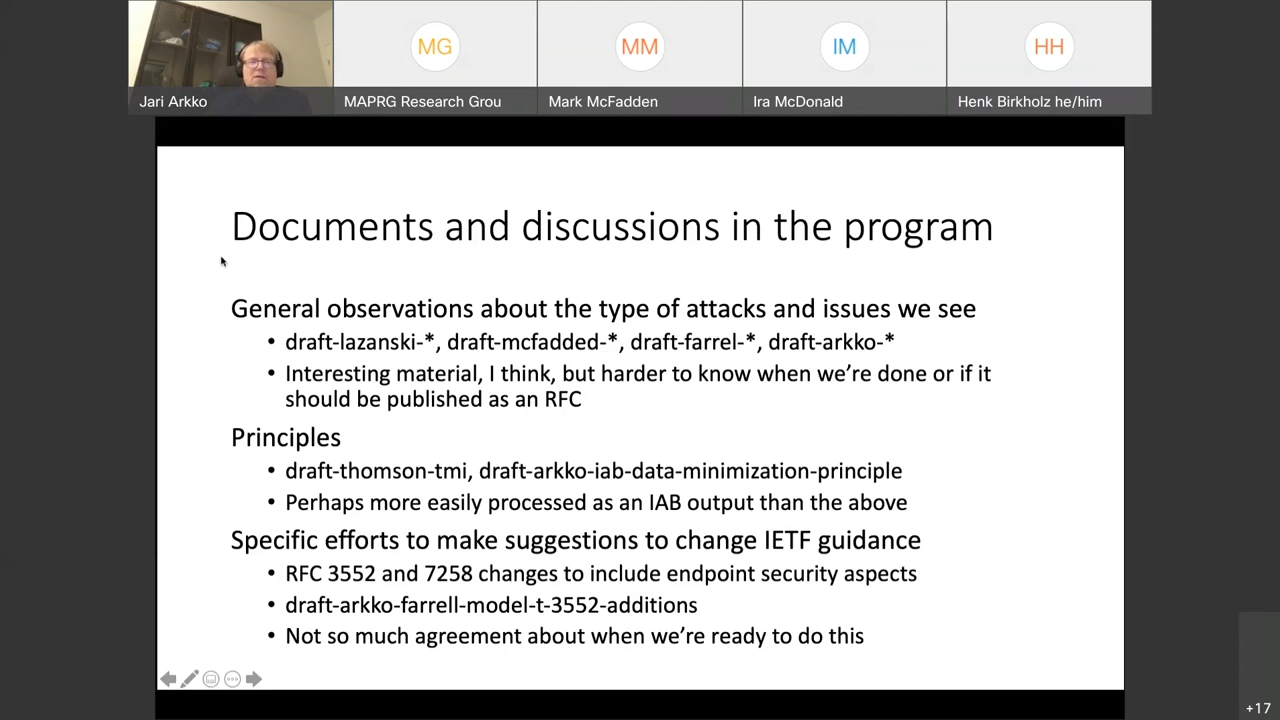 MG
MM
IM
HH
Jari Arkko
MAPRG Research Grou
Mark McFadden
Ira McDonald
Henk Birkholz he/him
Documents and discussions in the program
General observations about the type of attacks and issues we see
• draft-lazanski-*, draft-mcfadded-*, draft-farrel-*, draft-arkko-*
• Interesting material, I think, but harder to know when we're done or if it
should be published as an RFC
Principles
• draft-thomson-tmi, draft-arkko-iab-data-minimization-principle
• Perhaps more easily processed as an IAB output than the above
Specific efforts to make suggestions to change IETF guidance
• RFC 3552 and 7258 changes to include endpoint security aspects
• draft-arkko-farrell-model-t-3552-additions
• Not so much agreement about when we're ready to do this
+17